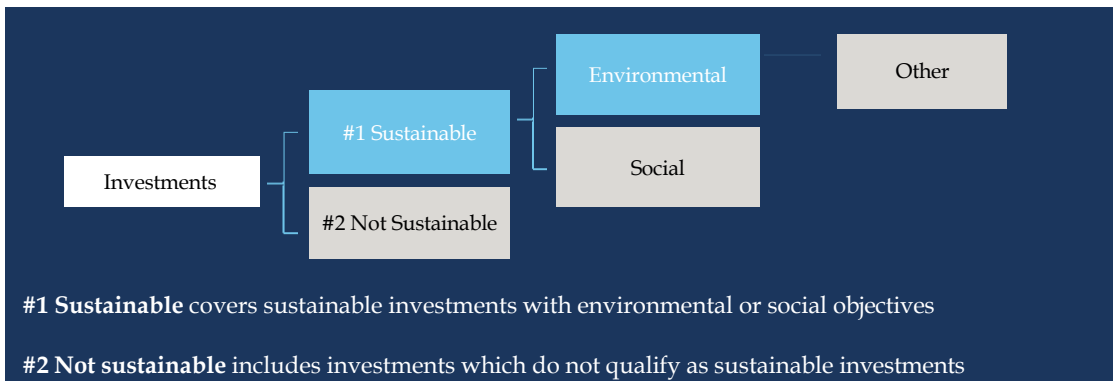 Environmental
Other
#1 Sustainable
Social
Investments
#2 Not Sustainable
#1 Sustainable covers sustainable investments with environmental or social objectives
#2 Not sustainable includes investments which do not qualify as sustainable investments